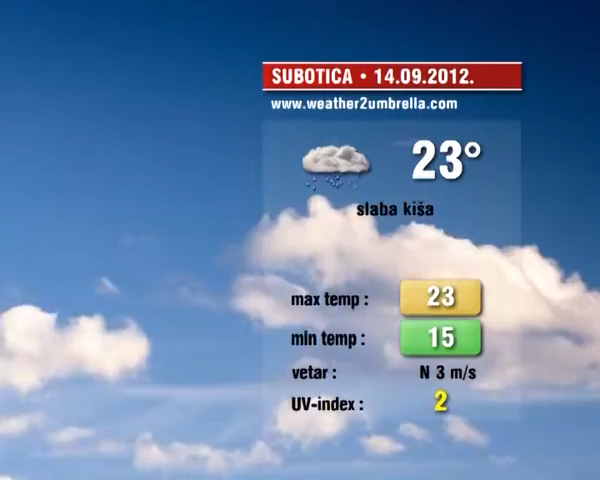 SUBOTICA • 14.09.2012.
www.weather2umbrella.com
23°
slaba kiša
max temp : 23
min temp : 15
vetar : N 3 m/s
UV-index : 2